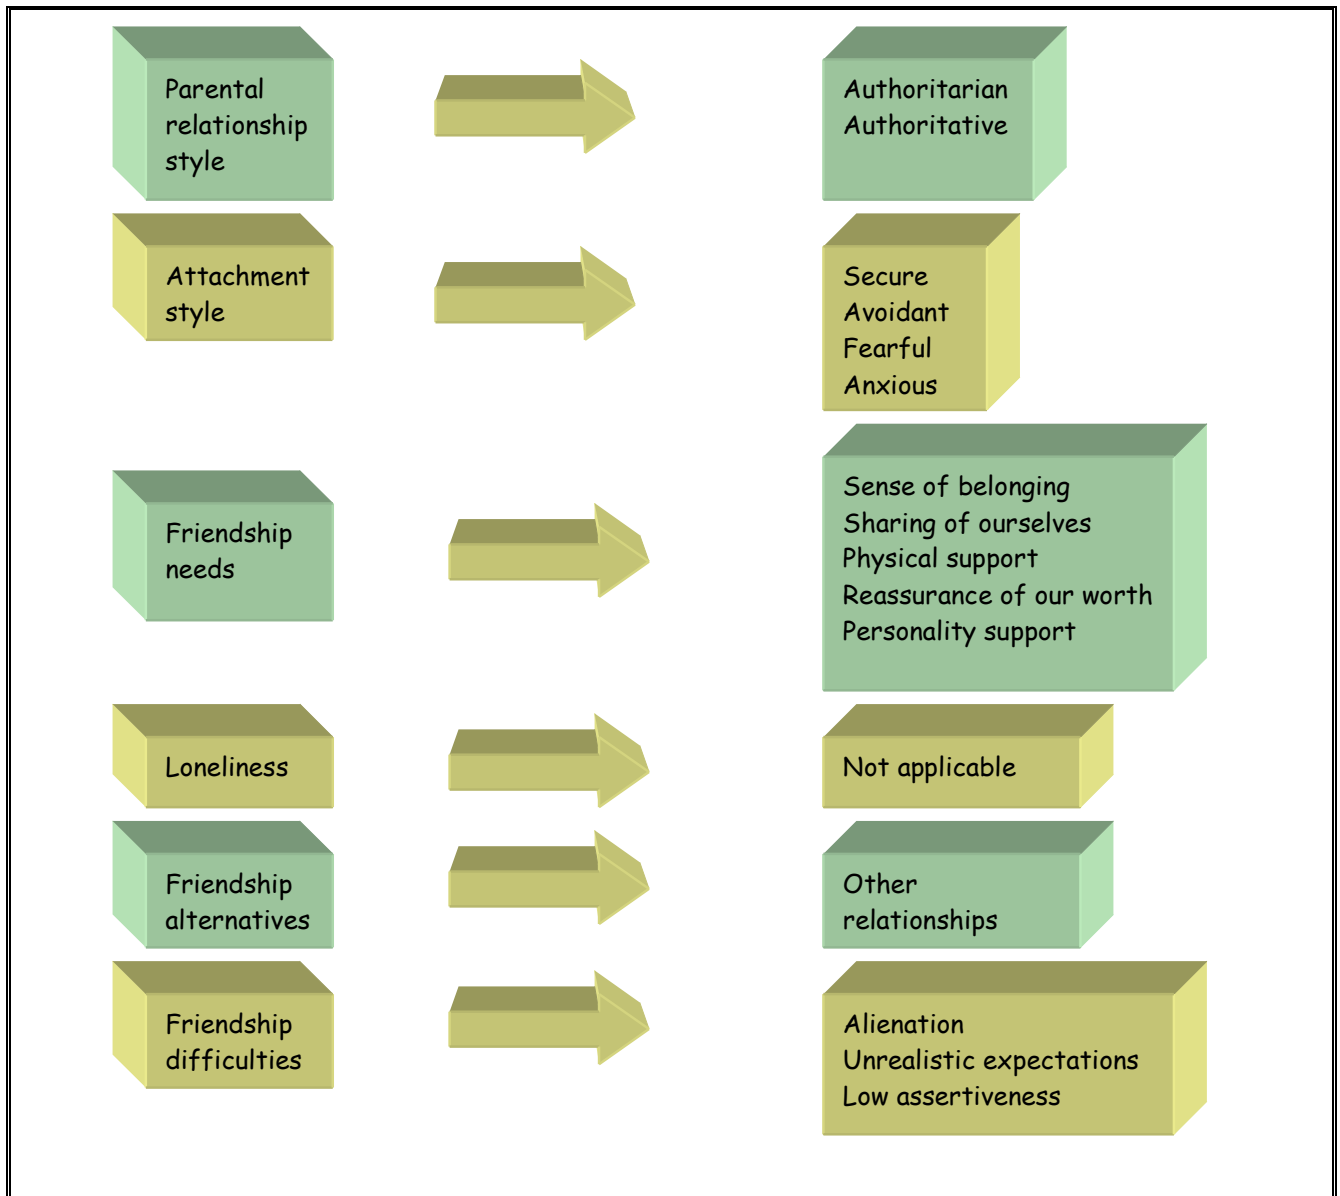 Parental
relationship
style
Authoritarian
Authoritative
Attachment
style
Secure
Avoidant
Fearful
Anxious
Friendship
needs
Sense of belonging
Sharing of ourselves
Physical support
Reassurance of our worth
Personality support
Loneliness
Not applicable
Friendship
alternatives
Other
relationships
Friendship
difficulties
Alienation
Unrealistic expectations
Low assertiveness